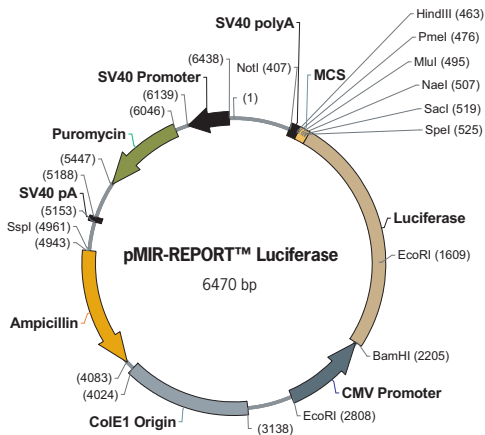 SV40 polyA
HindIII (463)
PmeI (476)
MluI (495)
NaeI (507)
SacI (519)
SpeI (525)
MCS
NotI (407)
(6438)
(1)
SV40 Promoter
(6139)
(6046)
Puromycin
(5447)
(5188)
SV40 pA
(5153)
SspI (4961)
(4943)
Luciferase
pMIR-REPORT™ Luciferase
6470 bp
EcoRI (1609)
Ampicillin
BamHI (2205)
(4083)
(4024)
CMV Promoter
EcoRI (2808)
ColE1 Origin
(3138)